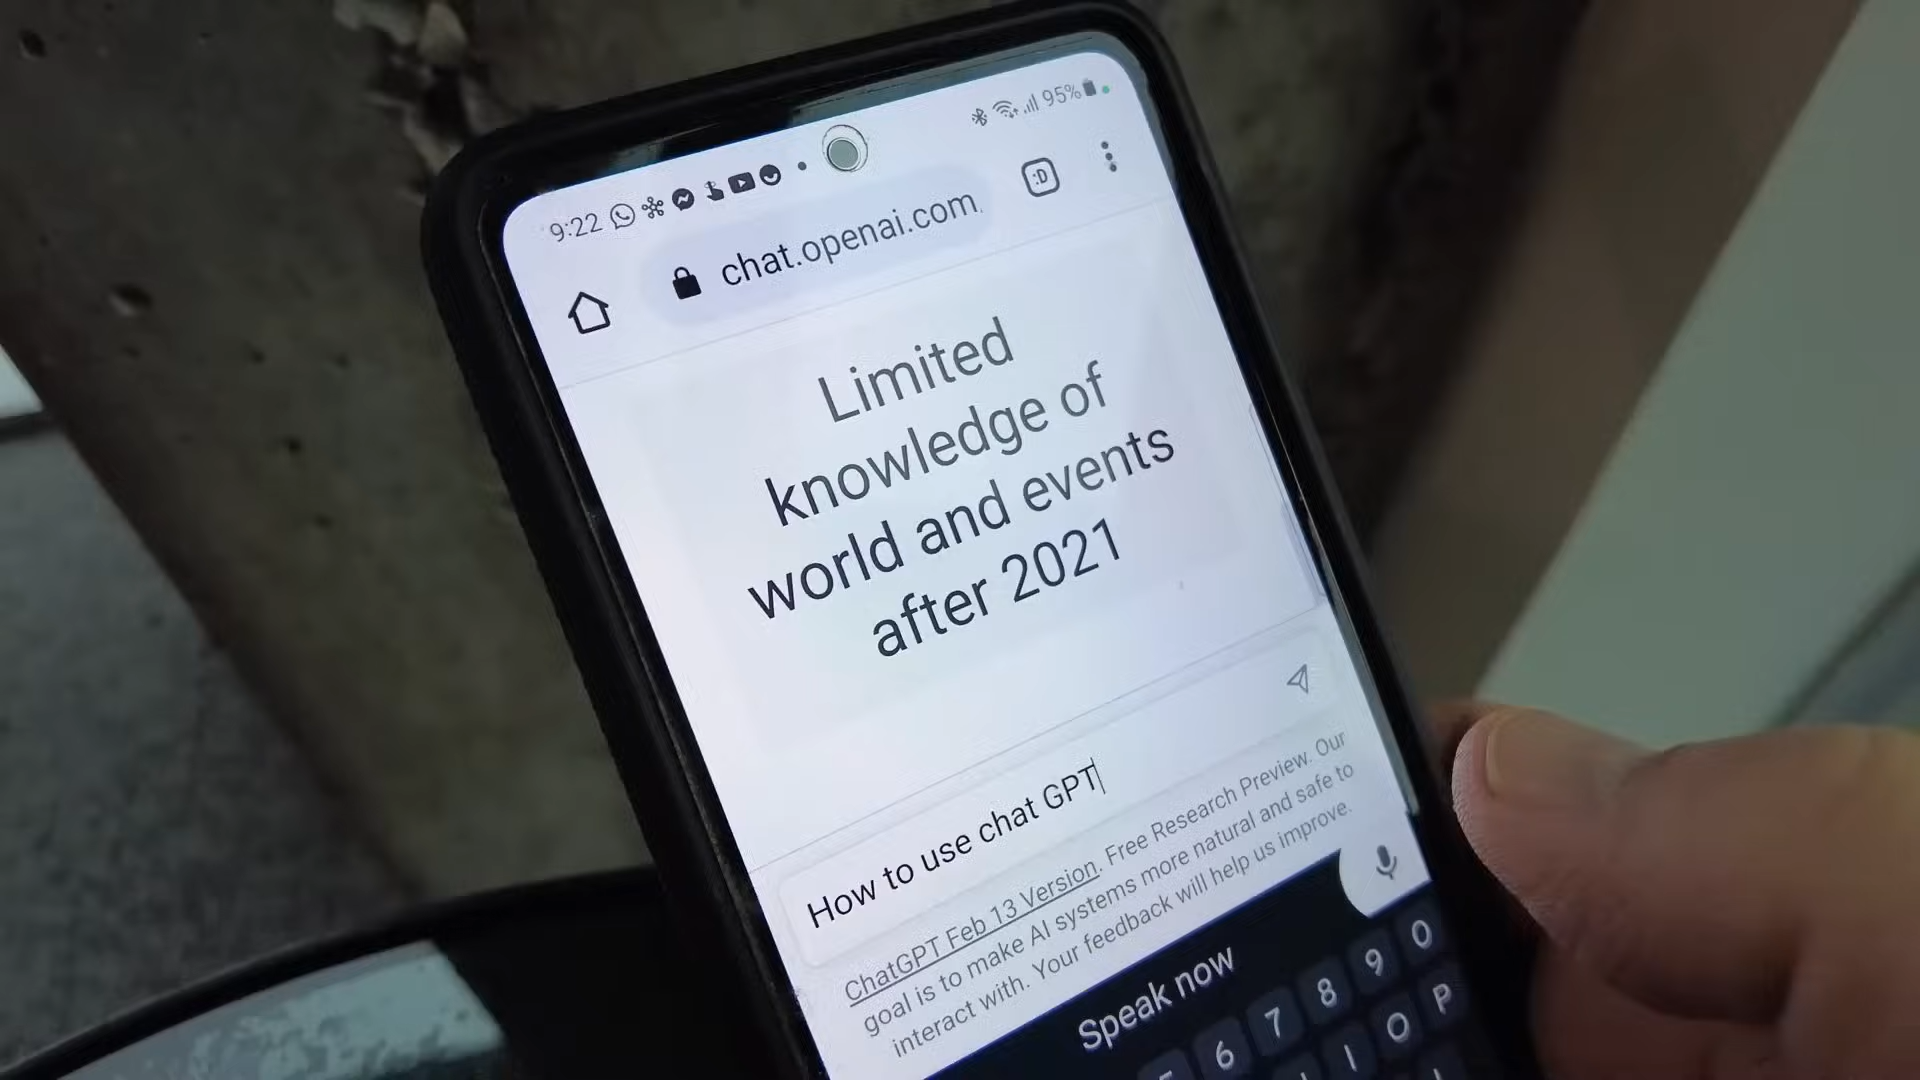 9:22
95%
chat.openai.com
:D
Limited
knowledge of
world and events
after 2021
How to use chat GPT
ChatGPT Feb 13 Version. Free Research Preview. Our
goal is to make AI systems more natural and safe to
interact with. Your feedback will help us improve.
Speak now
6 7 8 9 0
I O P